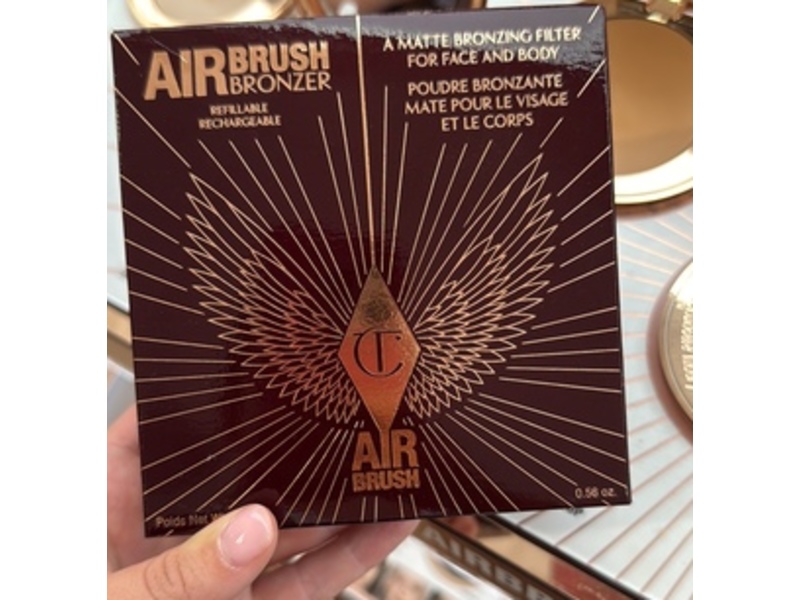 AIRBRUSH
BRONZER
REFILLABLE
RECHARGEABLE
A MATTE BRONZING FILTER
FOR FACE AND BODY
POUDRE BRONZANTE
MATE POUR LE VISAGE
ET LE CORPS
CT
AIR
BRUSH
Poids Net
0.56 oz.